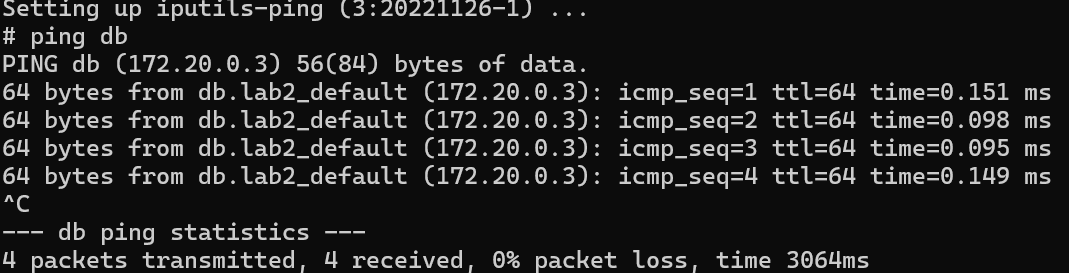 Setting up iputils-ping (3:20221126-1) ...
# ping db
PING db (172.20.0.3) 56(84) bytes of data.
64 bytes from db.lab2_default (172.20.0.3): icmp_seq=1 ttl=64 time=0.151 ms
64 bytes from db.lab2_default (172.20.0.3): icmp_seq=2 ttl=64 time=0.098 ms
64 bytes from db.lab2_default (172.20.0.3): icmp_seq=3 ttl=64 time=0.095 ms
64 bytes from db.lab2_default (172.20.0.3): icmp_seq=4 ttl=64 time=0.149 ms
^C
--- db ping statistics ---
4 packets transmitted, 4 received, 0% packet loss, time 3064ms